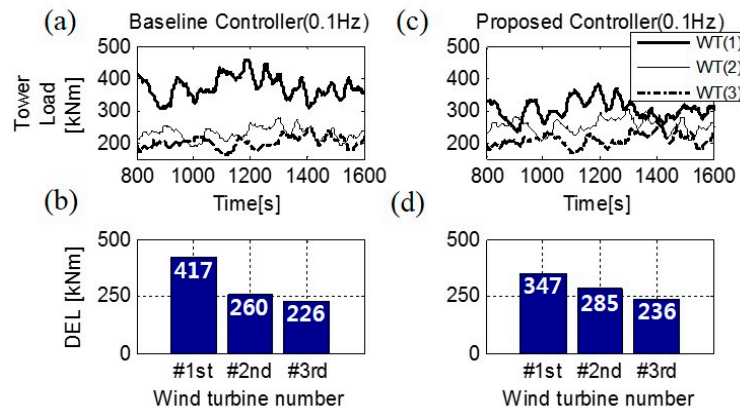 (a) Baseline Controller(0.1Hz)
Tower Load [kNm]
500
400
300
200
800 1000 1200 1400 1600
Time[s]
(c) Proposed Controller(0.1Hz)
WT(1)
WT(2)
WT(3)
500
400
300
200
800 1000 1200 1400 1600
Time[s]
(b)
DEL [kNm]
500
250
0
417 260 226
#1st #2nd #3rd
Wind turbine number
(d)
500
250
0
347 285 236
#1st #2nd #3rd
Wind turbine number